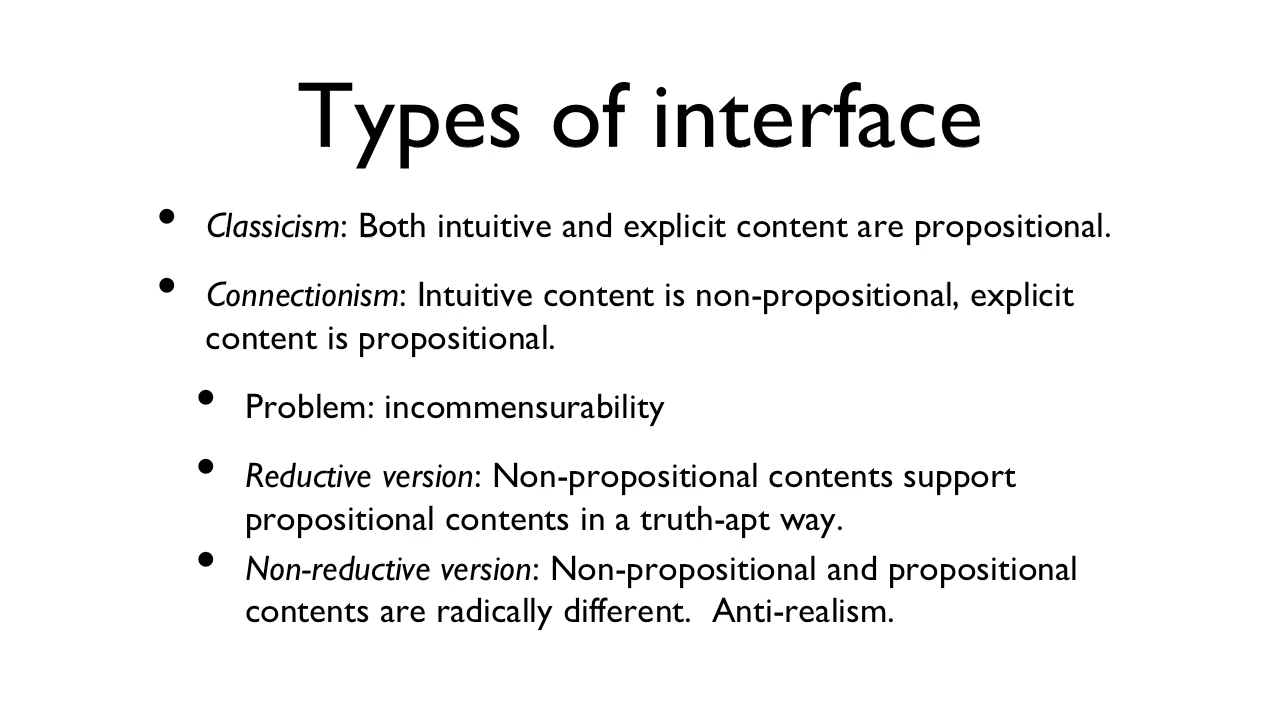 Types of interface
• Classicism: Both intuitive and explicit content are propositional.
• Connectionism: Intuitive content is non-propositional, explicit
content is propositional.
• Problem: incommensurability
• Reductive version: Non-propositional contents support
propositional contents in a truth-apt way.
• Non-reductive version: Non-propositional and propositional
contents are radically different.  Anti-realism.